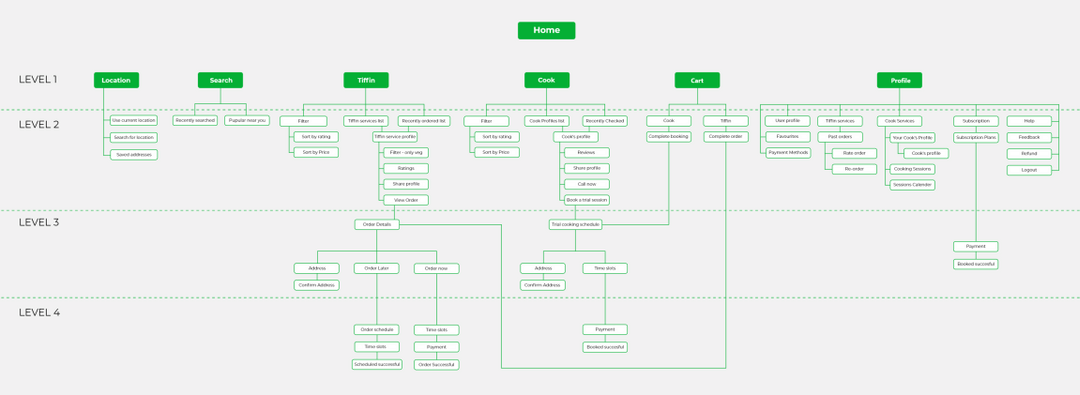 Home
LEVEL 1
Location
Search
Tiffin
Cook
Cart
Profile
LEVEL 2
Use current location
Search for location
Saved addresses
Recently searched
Pupular near you
Filter
Sort by rating
Sort by Price
Tiffin services list
Tiffin service profile
Filter - only veg
Ratings
Share profile
View Order
Recently ordered list
Filter
Sort by rating
Sort by Price
Cook Profiles list
Cook's profile
Reviews
Share profile
Call now
Book a trial session
Recently Checked
Cook
Complete booking
Tiffin
Complete order
User profile
Favourites
Payment Methods
Tiffin services
Past orders
Rate order
Re-order
Cook Services
Your Cook's Profile
Cook's profile
Cooking Sessions
Sessions Calender
Subscription
Subscription Plans
Help
Feedback
Refund
Logout
LEVEL 3
Order Details
Address
Confirm Address
Order Later
Order now
Trial cooking schedule
Address
Confirm Address
Time slots
Payment
Booked succesful
LEVEL 4
Order schedule
Time slots
Scheduled successful
Time slots
Payment
Order Successful
Payment
Booked succesful